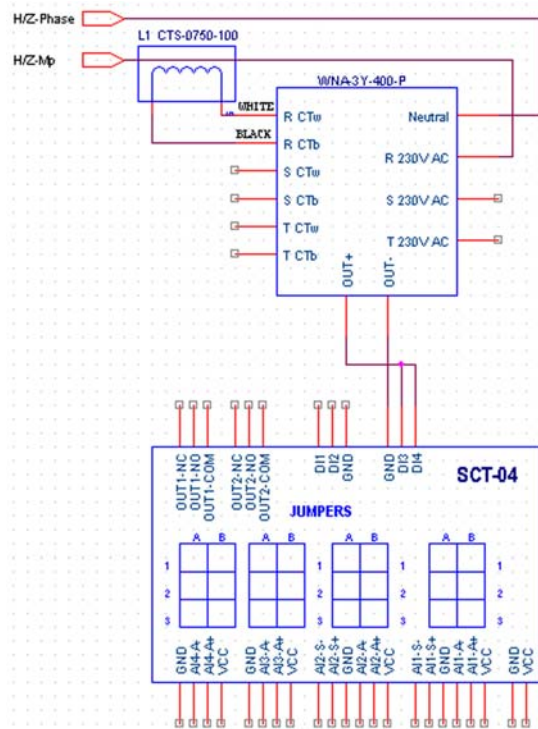 H/Z-Phase
L1 CTS-0750-100
H/Z-Mp
WNA-3Y-400-P
WHITE
R CTw
Neutral
BLACK
R CTb
R 230V AC
S CTw
S CTb
S 230V AC
T CTw
T 230V AC
T CTb
OUT+
OUT-
OUT1-NC
OUT1-NO
OUT1-COM
OUT2-NC
OUT2-NO
OUT2-COM
DI1
DI2
GND
GND
DI3
DI4
SCT-04
JUMPERS
A B A B A B A B
1 1 1 1
2 2 2 2
3 3 3 3
GND
AI4-A-
AI4-A+
VCC
GND
AI3-A-
AI3-A+
VCC
AI2-S-
AI2-S+
GND
AI2-A-
AI2-A+
VCC
AI1-S-
AI1-S+
GND
AI1-A-
AI1-A+
VCC
GND
VCC